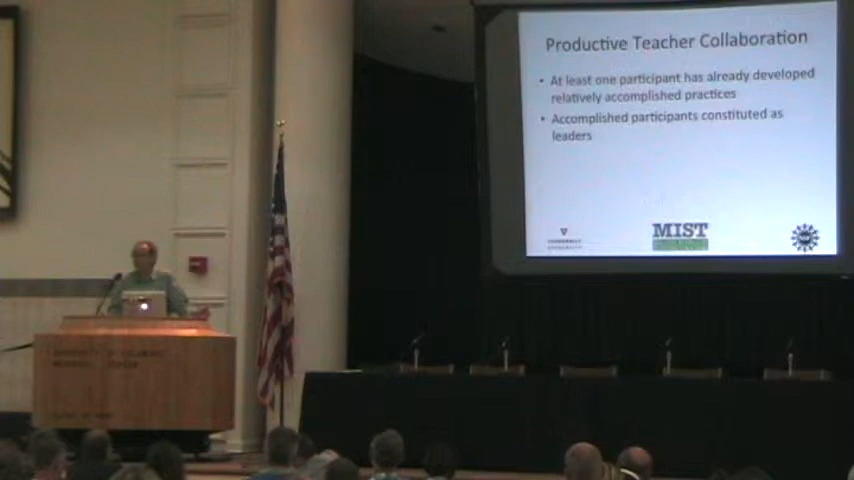 Productive Teacher Collaboration
• At least one participant has already developed
relatively accomplished practices
• Accomplished participants constituted as
leaders
MIST